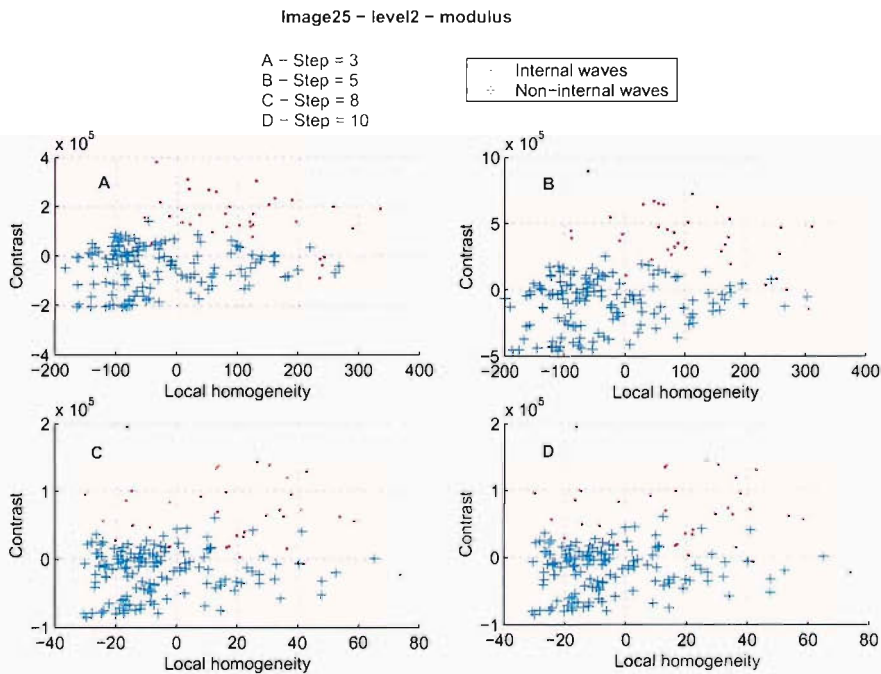 Image25 – level2 – modulus
A – Step = 3
B – Step = 5
C – Step = 8
D – Step = 10
Internal waves
Non–internal waves
x 10^5
4
2
0
−2
−4
A
Contrast
−200 −100 0 100 200 300 400
Local homogeneity
x 10^5
10
5
0
−5
B
Contrast
−200 −100 0 100 200 300 400
Local homogeneity
x 10^5
2
1
0
−1
C
Contrast
−40 −20 0 20 40 60 80
Local homogeneity
x 10^5
2
1
0
−1
D
Contrast
−40 −20 0 20 40 60 80
Local homogeneity